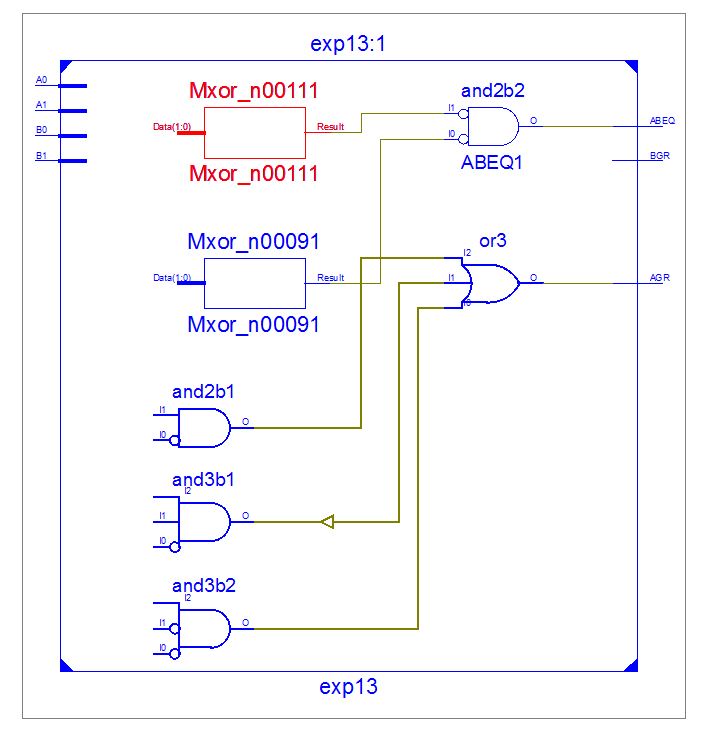 exp13:1
A0
A1
B0
B1
Mxor_n00111
Data(1:0)
Result
Mxor_n00111
and2b2
I1
I0
O
ABEQ1
ABEQ
BGR
Mxor_n00091
Data(1:0)
Result
Mxor_n00091
or3
I2
I1
I0
O
AGR
and2b1
I1
I0
O
and3b1
I2
I1
I0
O
and3b2
I2
I1
I0
O
exp13